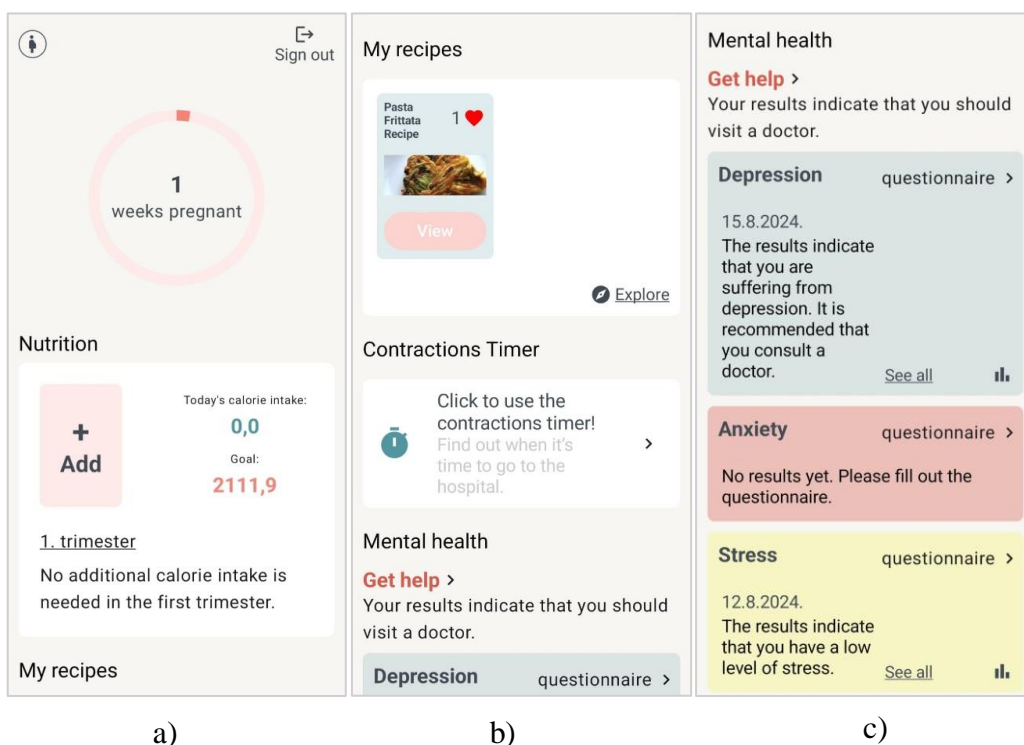 Sign out
1
weeks pregnant
Nutrition
+
Add
Today's calorie intake:
0,0
Goal:
2111,9
1. trimester
No additional calorie intake is
needed in the first trimester.
My recipes
a)
My recipes
Pasta
Frittata
Recipe
1
View
Explore
Contractions Timer
Click to use the
contractions timer!
Find out when it's
time to go to the
hospital.
Mental health
Get help >
Your results indicate that you should
visit a doctor.
Depression questionnaire >
b)
Mental health
Get help >
Your results indicate that you should
visit a doctor.
Depression questionnaire >
15.8.2024.
The results indicate
that you are
suffering from
depression. It is
recommended that
you consult a
doctor.
See all
Anxiety questionnaire >
No results yet. Please fill out the
questionnaire.
Stress questionnaire >
12.8.2024.
The results indicate
that you have a low
level of stress.
See all
c)